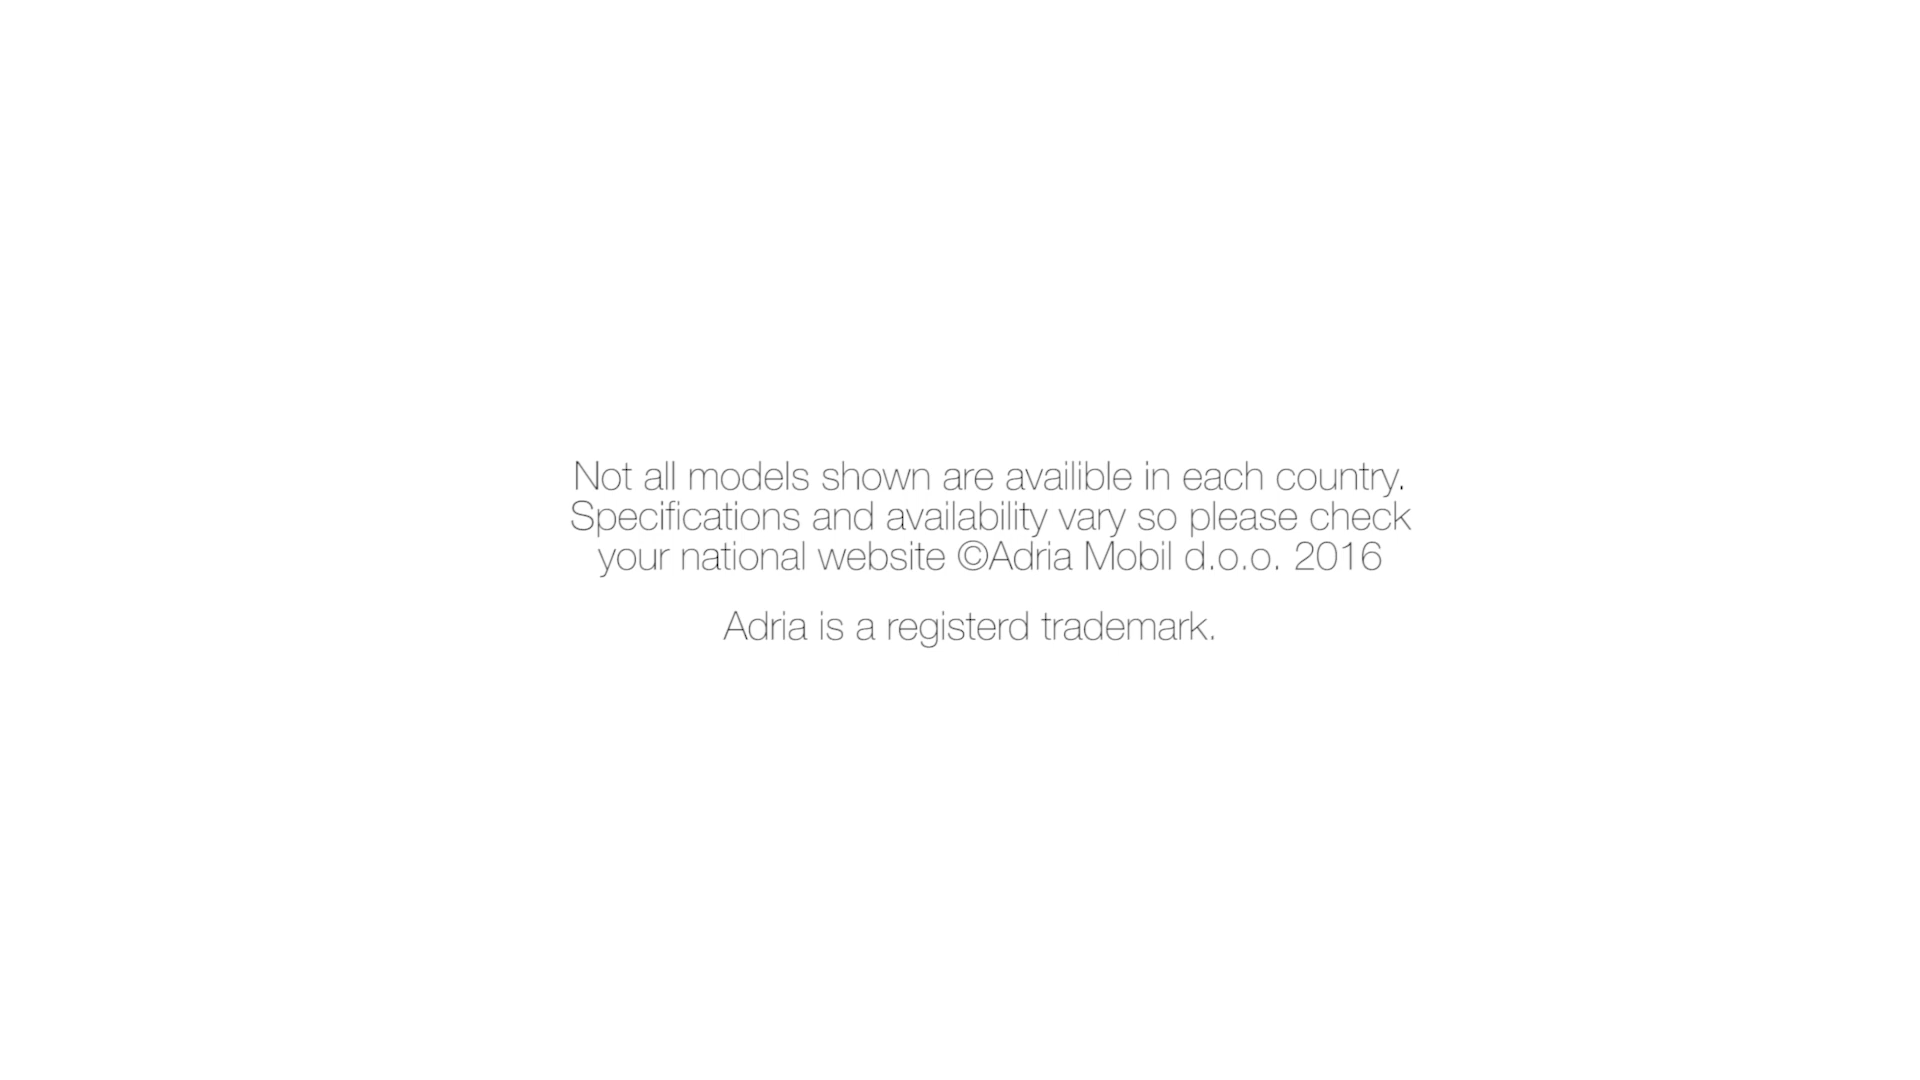 Not all models shown are availible in each country.
Specifications and availability vary so please check
your national website ©Adria Mobil d.o.o. 2016
Adria is a registerd trademark.